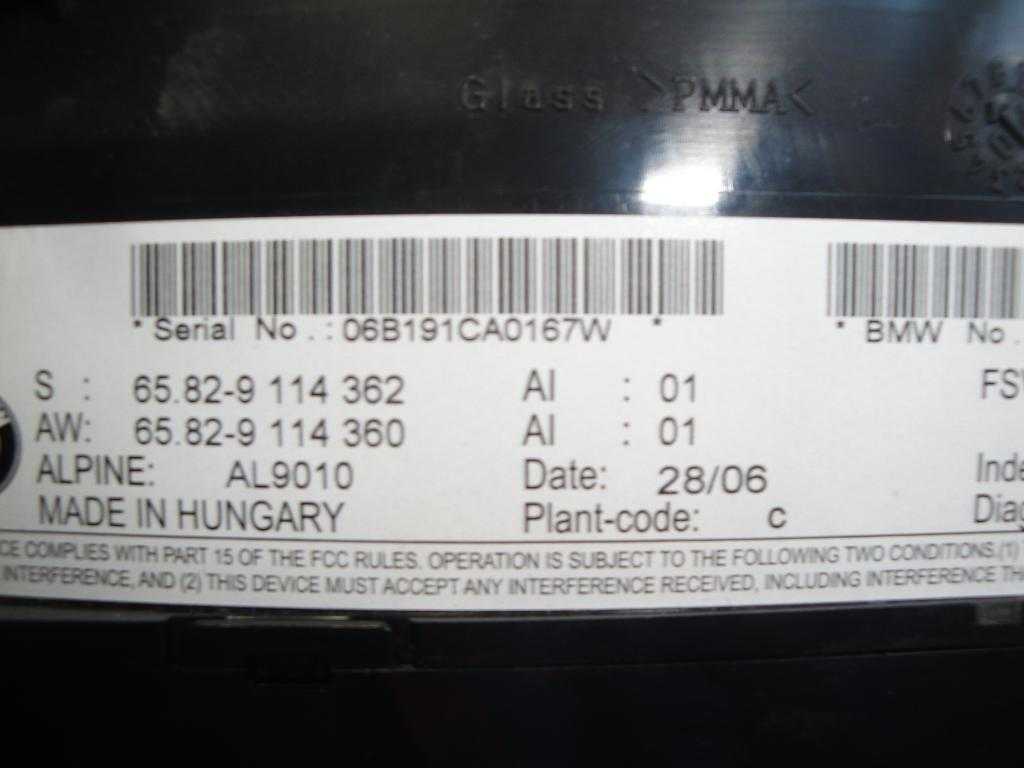 Glass >PMMA<
* Serial No.: 06B191CA0167W * * BMW No.
S : 65.82-9 114 362 AI : 01
AW: 65.82-9 114 360 AI : 01
ALPINE: AL9010 Date: 28/06
MADE IN HUNGARY Plant-code: C
COMPLIES WITH PART 15 OF THE FCC RULES. OPERATION IS SUBJECT TO THE FOLLOWING TWO CONDITIONS.(1)
INTERFERENCE, AND (2) THIS DEVICE MUST ACCEPT ANY INTERFERENCE RECEIVED, INCLUDING INTERFERENCE